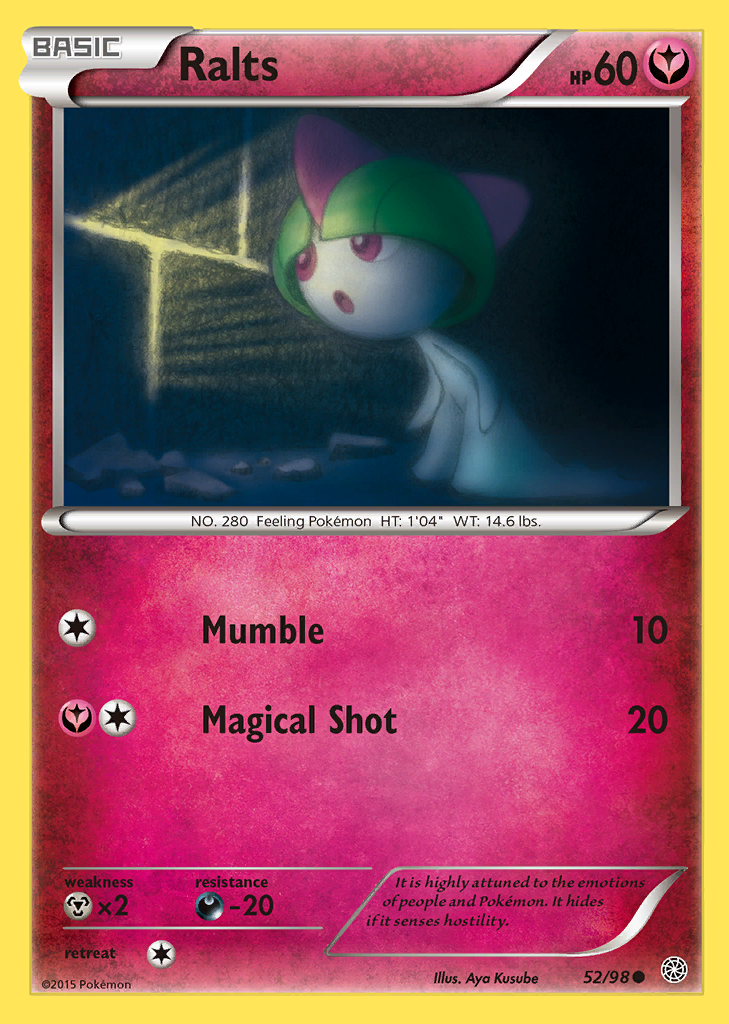 BASIC
Ralts
HP 60
NO. 280 Feeling Pokémon HT: 1'04" WT: 14.6 lbs.
Mumble 10
Magical Shot 20
weakness resistance
×2 -20
retreat
It is highly attuned to the emotions
of people and Pokémon. It hides
if it senses hostility.
©2015 Pokémon
Illus. Aya Kusube
52/98